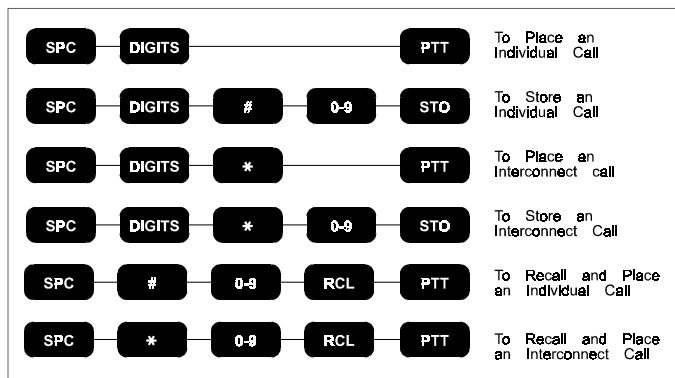 SPC DIGITS PTT To Place an
Individual Call
SPC DIGITS # 0-9 STO To Store an
Individual Call
SPC DIGITS * PTT To Place an
Interconnect call
SPC DIGITS * 0-9 STO To Store an
Interconnect Call
SPC # 0-9 RCL PTT To Recall and Place
an Individual Call
SPC * 0-9 RCL PTT To Recall and Place
an Interconnect Call